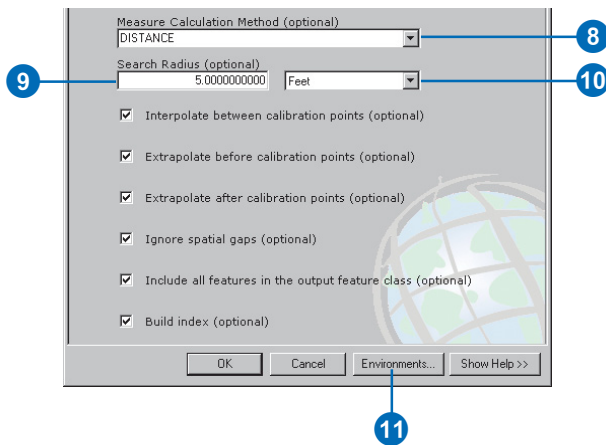 Measure Calculation Method (optional)
DISTANCE
8
Search Radius (optional)
9
5.0000000000
Feet
10
Interpolate between calibration points (optional)
Extrapolate before calibration points (optional)
Extrapolate after calibration points (optional)
Ignore spatial gaps (optional)
Include all features in the output feature class (optional)
Build index (optional)
OK Cancel Environments... Show Help >>
11